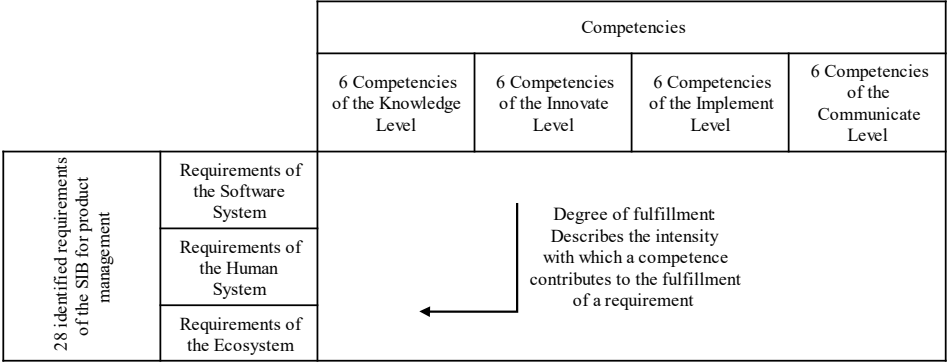 Competencies
6 Competencies
of the Knowledge
Level
6 Competencies
of the Innovate
Level
6 Competencies
of the Implement
Level
6 Competencies
of the
Communicate
Level
28 identified requirements
of the SIB for product
management
Requirements of
the Software
System
Requirements of
the Human
System
Requirements of
the Ecosystem
Degree of fulfillment:
Describes the intensity
with which a competence
contributes to the fulfillment
of a requirement